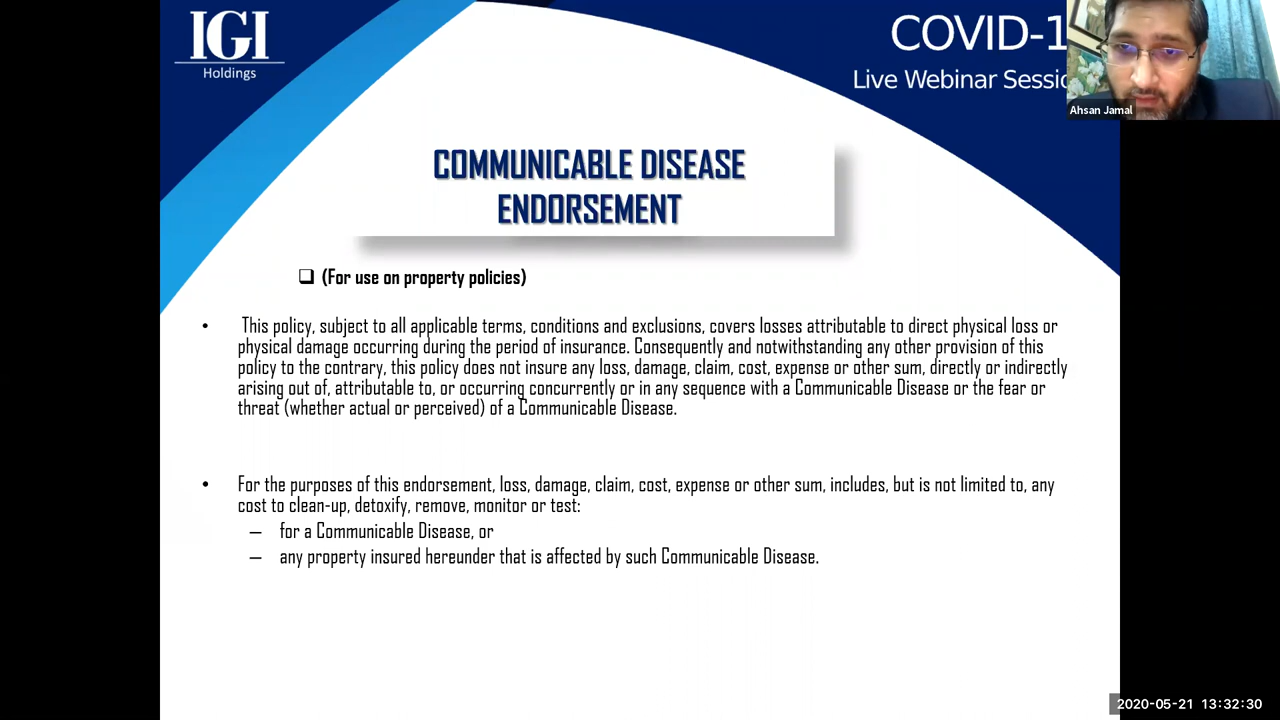 IGI
Holdings
COVID-1
Live Webinar Sessio
Ahsan Jamal
COMMUNICABLE DISEASE
ENDORSEMENT
(For use on property policies)
• This policy, subject to all applicable terms, conditions and exclusions, covers losses attributable to direct physical loss or
physical damage occurring during the period of insurance. Consequently and notwithstanding any other provision of this
policy to the contrary, this policy does not insure any loss, damage, claim, cost, expense or other sum, directly or indirectly
arising out of, attributable to, or occurring concurrently or in any sequence with a Communicable Disease or the fear or
threat (whether actual or perceived) of a Communicable Disease.
• For the purposes of this endorsement, loss, damage, claim, cost, expense or other sum, includes, but is not limited to, any
cost to clean-up, detoxify, remove, monitor or test:
– for a Communicable Disease, or
– any property insured hereunder that is affected by such Communicable Disease.
2020-05-21 13:32:30